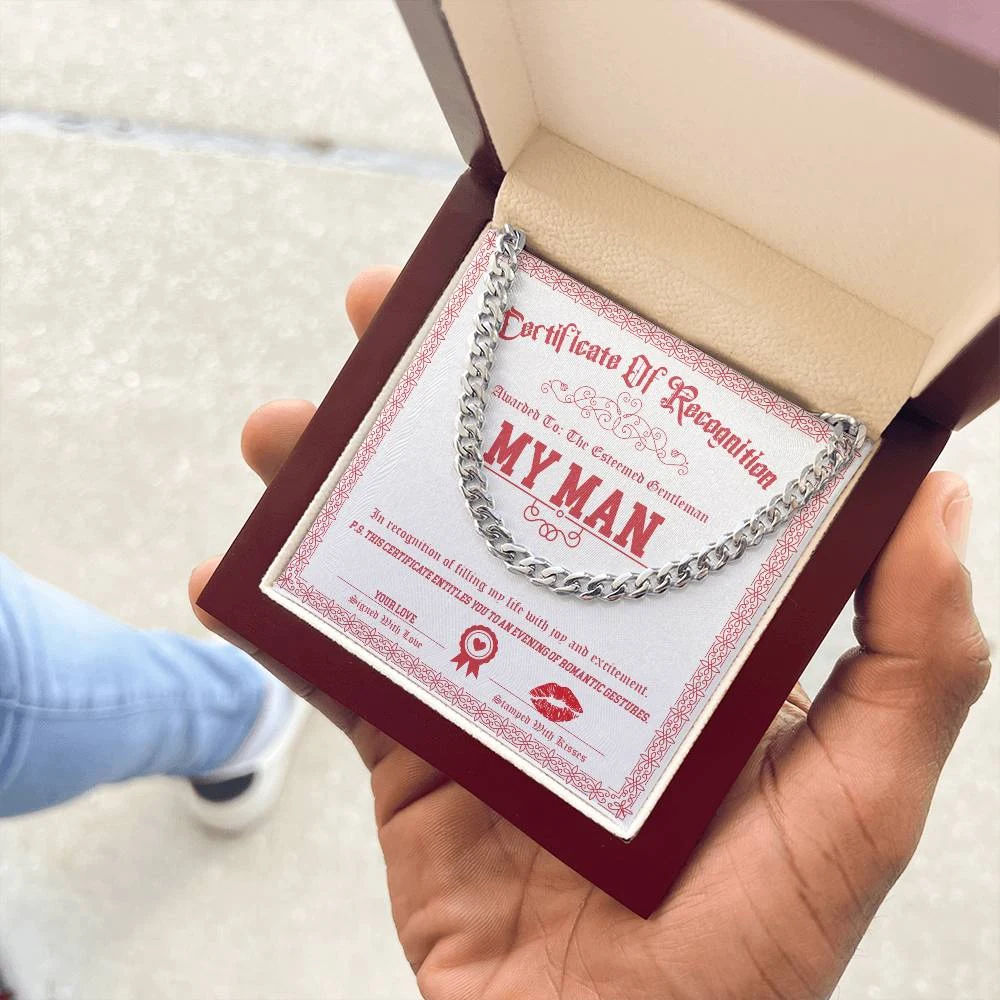 Certificate Of Recognition
Awarded To: The Esteemed Gentleman
MY MAN
In recognition of filling my life with joy and excitement.
P.S. THIS CERTIFICATE ENTITLES YOU TO AN EVENING OF ROMANTIC GESTURES.
YOUR LOVE
Signed With Love
Stamped With Kisses